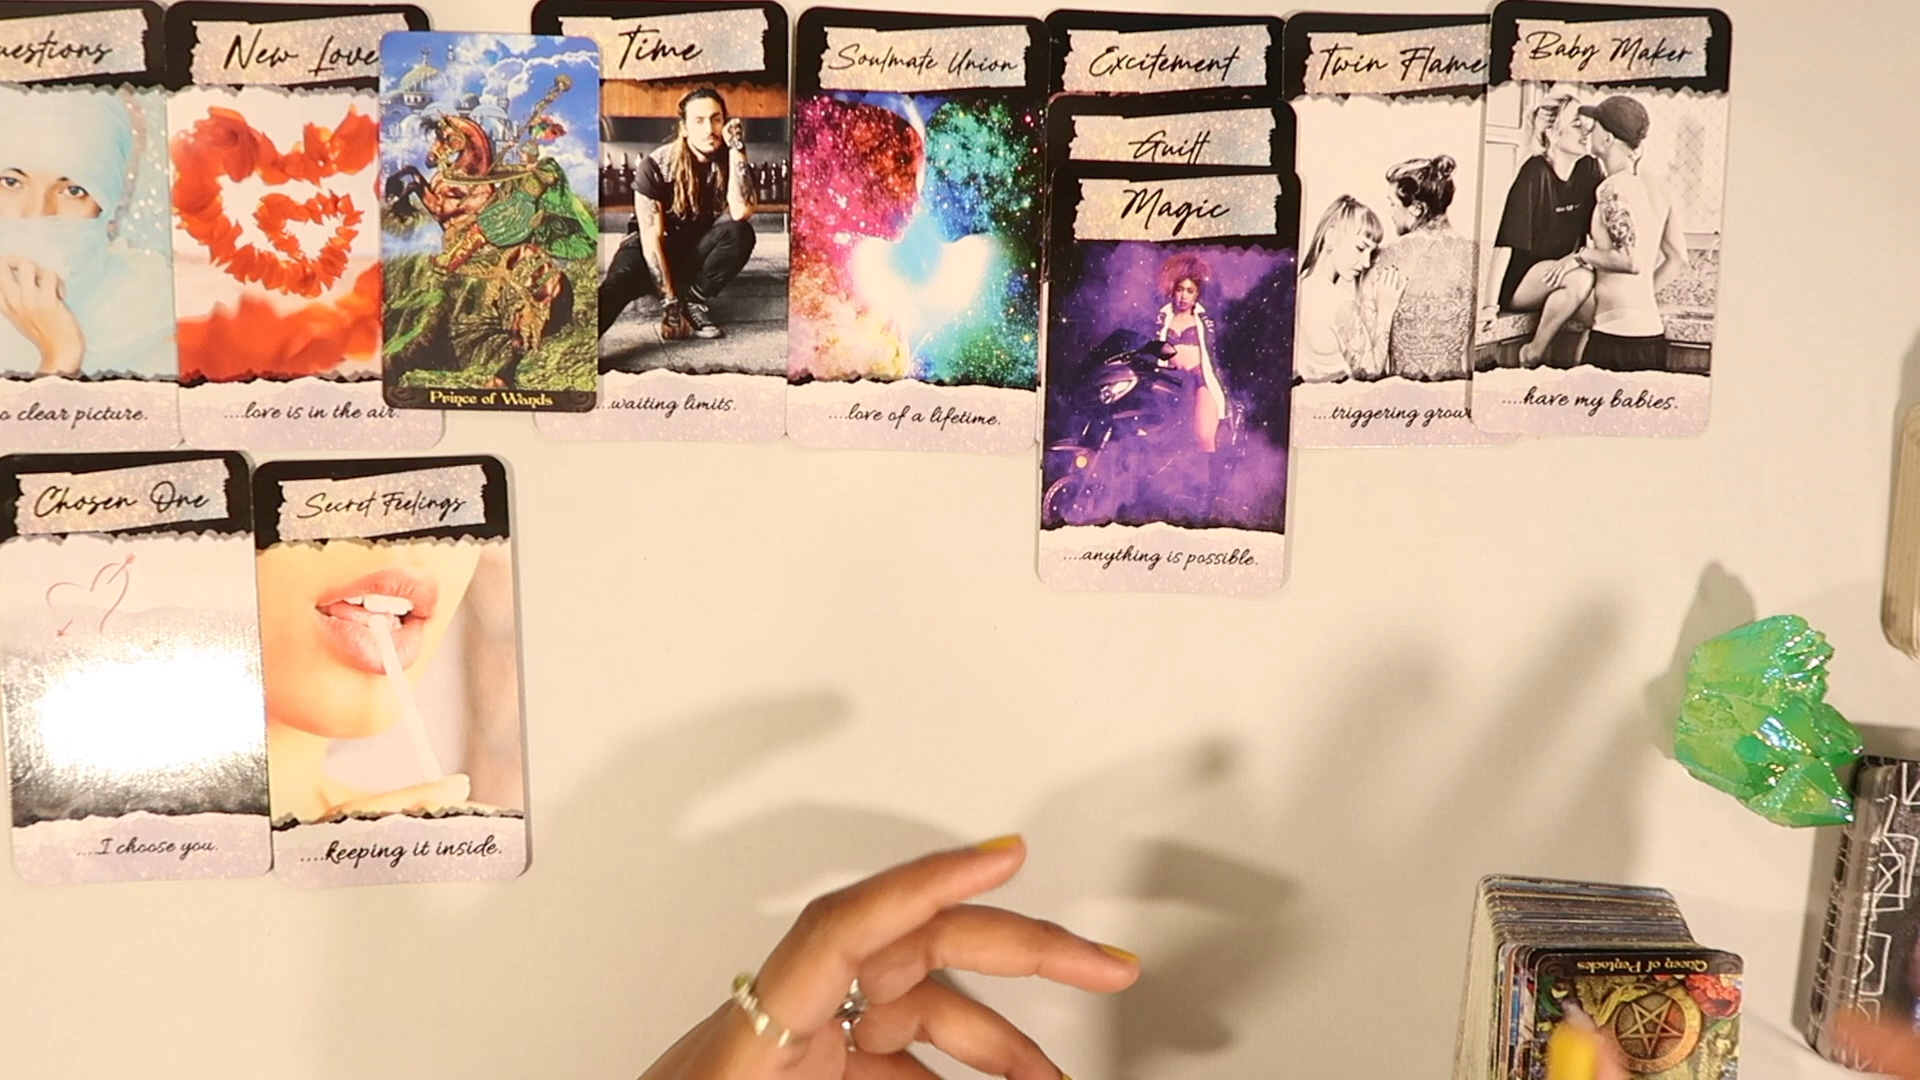 uestions
New Love
Time
Soulmate Union
Excitement
Twin Flame
Baby Maker
Guilt
Magic
Prince of Wands
o clear picture.
....love is in the air.
..waiting limits.
....love of a lifetime.
....triggering grow
....have my babies.
Chosen One
Secret Feelings
....anything is possible.
....I choose you.
....keeping it inside.
Queen of Pentacles